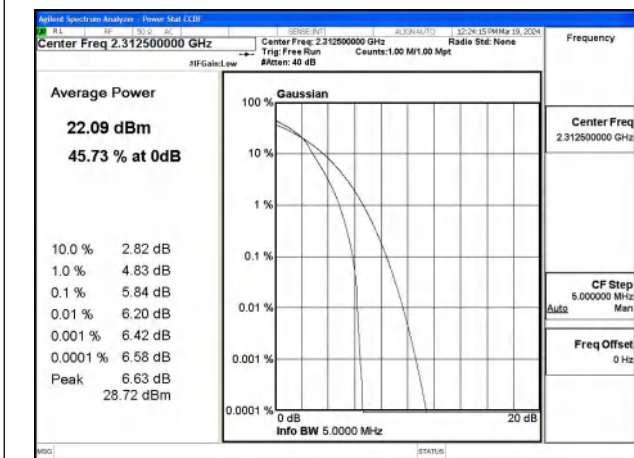 Agilent Spectrum Analyzer - Power Stat CCDF
RL RF 50 Ω AC SENSE:INT ALIGN AUTO 12:24:15 PM Mar 19, 2024
Center Freq 2.312500000 GHz
Center Freq: 2.312500000 GHz Radio Std: None
Trig: Free Run Counts:1.00 M/1.00 Mpt
#IFGain:Low #Atten: 40 dB
Frequency
Average Power
22.09 dBm
45.73 % at 0dB
10.0 % 2.82 dB
1.0 % 4.83 dB
0.1 % 5.84 dB
0.01 % 6.20 dB
0.001 % 6.42 dB
0.0001 % 6.58 dB
Peak 6.63 dB
28.72 dBm
Gaussian
100 %
10 %
1 %
0.1 %
0.01 %
0.001 %
0.0001 %
0 dB 20 dB
Info BW 5.0000 MHz
Center Freq
2.312500000 GHz
CF Step
5.000000 MHz
Auto Man
Freq Offset
0 Hz
MSG STATUS